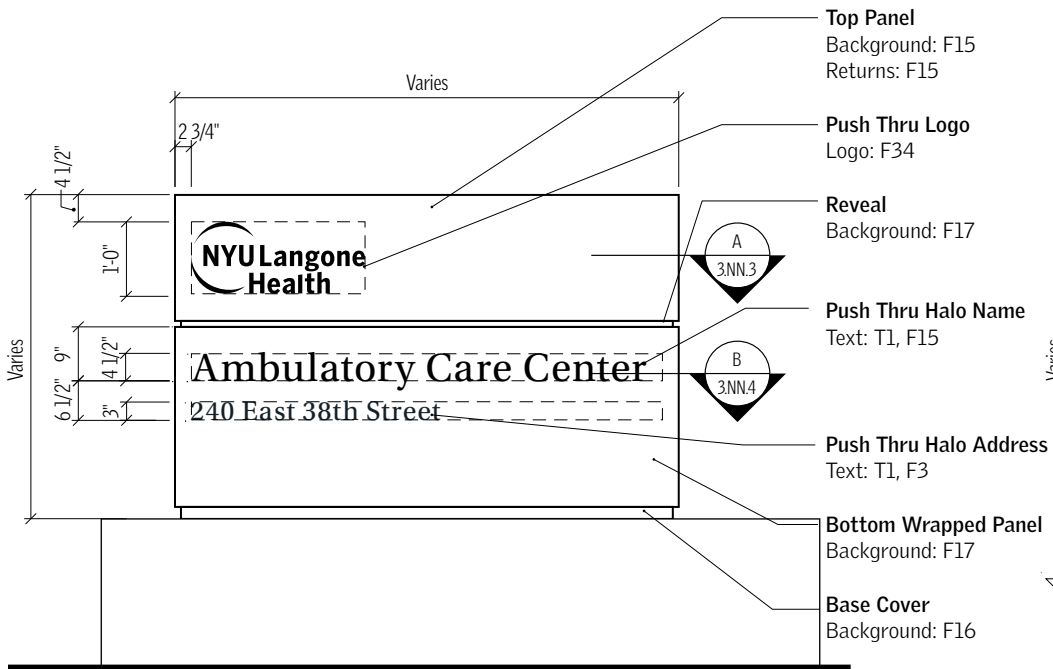 Top Panel
Background: F15
Returns: F15
Varies
2 3/4"
Push Thru Logo
Logo: F34
4 1/2"
Reveal
Background: F17
1'-0"
NYU Langone
Health
A
3.NN.3
Push Thru Halo Name
Text: T1, F15
Varies
9"
4 1/2"
Ambulatory Care Center
B
3.NN.4
Varies
6 1/2"
3"
240 East 38th Street
Push Thru Halo Address
Text: T1, F3
Bottom Wrapped Panel
Background: F17
Base Cover
Background: F16